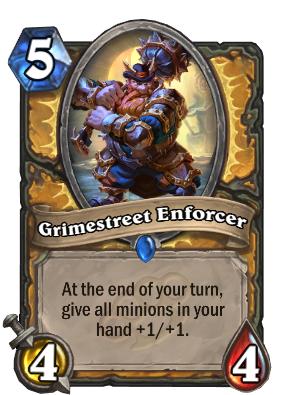 5
Grimestreet Enforcer
At the end of your turn,
give all minions in your
hand +1/+1.
4 4